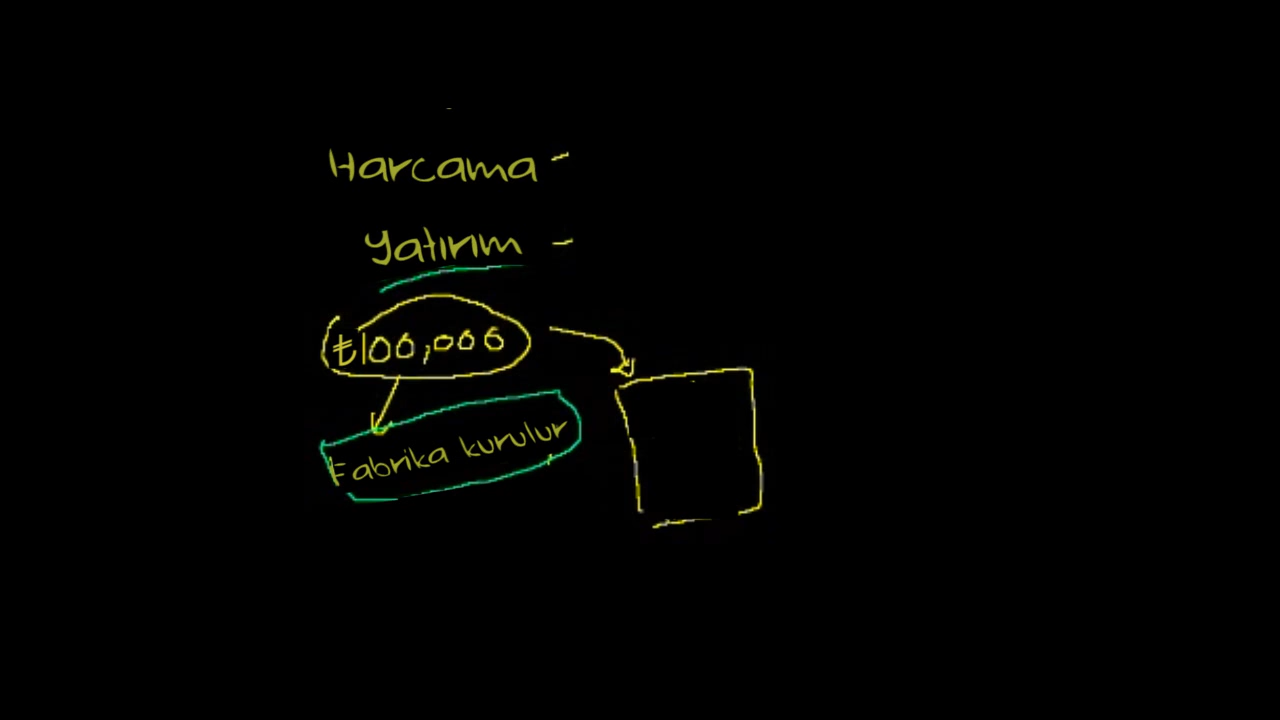 Harcama -
Yatırım -
₺100,000
Fabrika kurulur